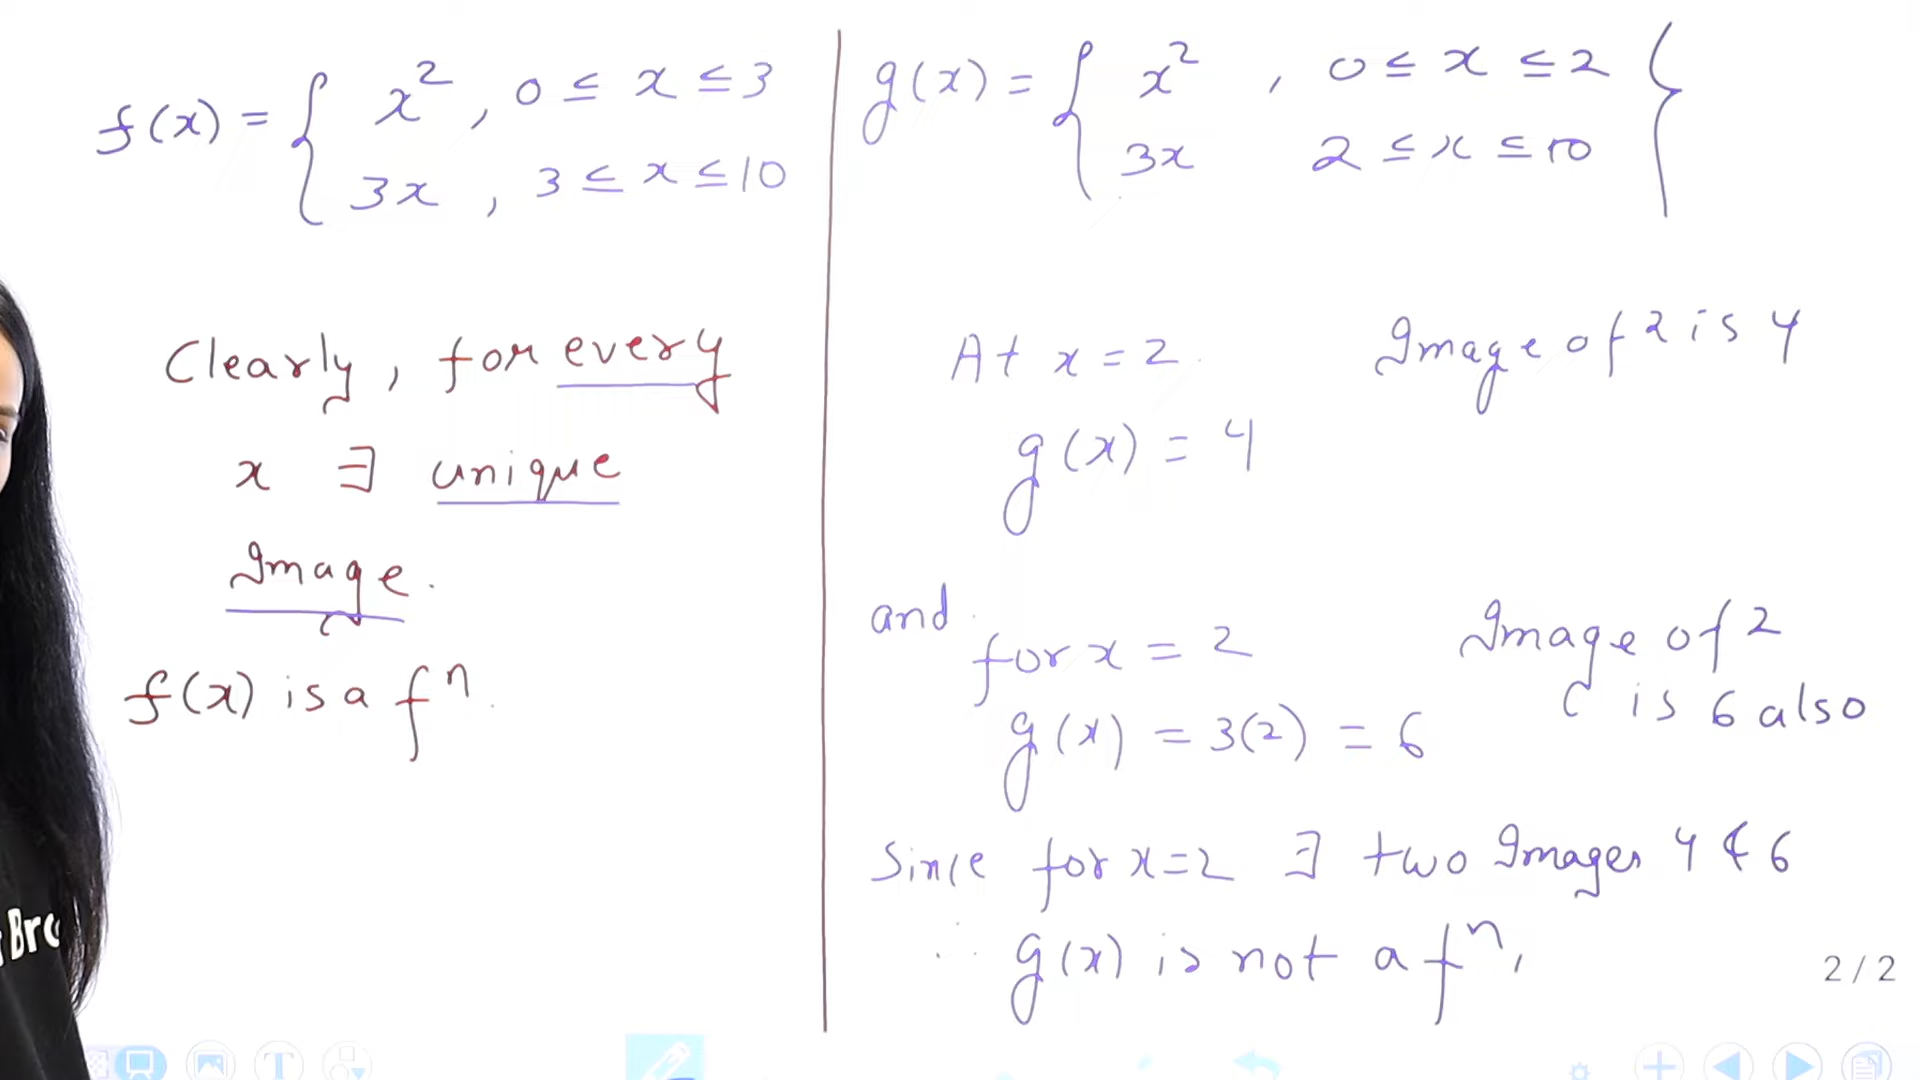 f(x) = { x², 0 ≤ x ≤ 3
3x, 3 ≤ x ≤ 10
Clearly, for every
x ∃ unique
Image.
f(x) is a fⁿ.
g(x) = { x² , 0 ≤ x ≤ 2 {
3x 2 ≤ x ≤ 10
At x = 2. Image of 2 is 4
g(x) = 4
and
for x = 2 Image of 2
g(x) = 3(2) = 6 is 6 also
Since for x=2 ∃ two Images 4 & 6
∴ g(x) is not a fⁿ,
2/2
Bro
T